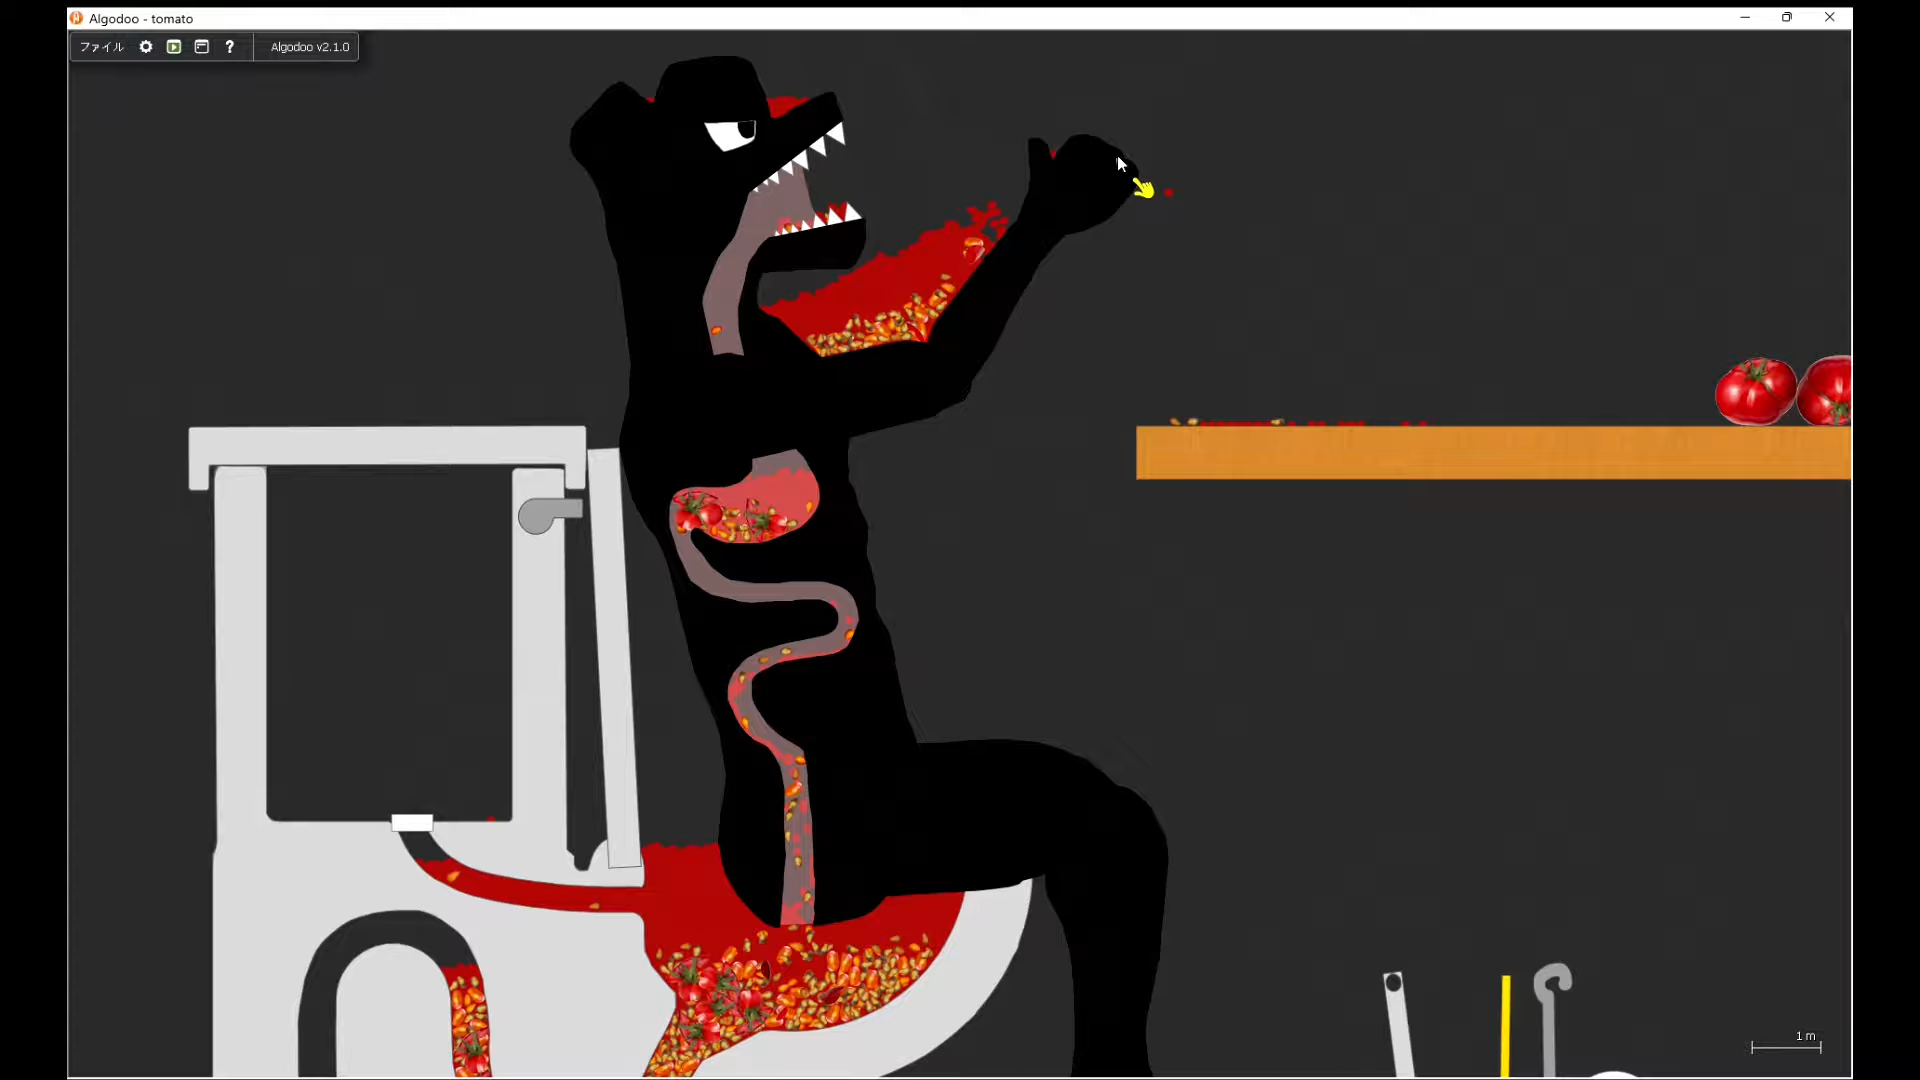 Algodoo - tomato
ファイル ? Algodoo v2.1.0
1 m